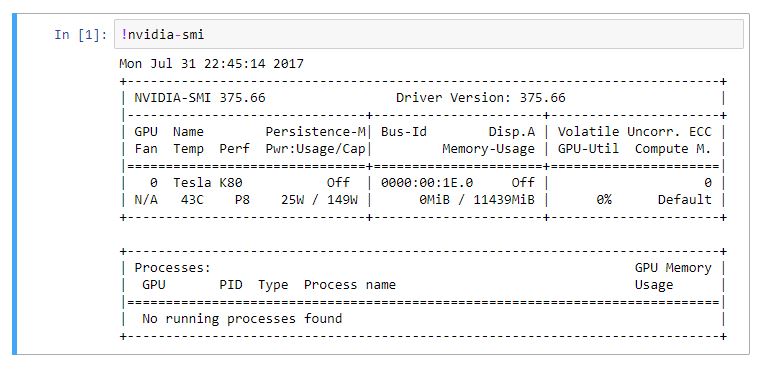 In [1]: !nvidia-smi
Mon Jul 31 22:45:14 2017
+-----------------------------------------------------------------------------+
| NVIDIA-SMI 375.66                 Driver Version: 375.66                    |
|-------------------------------+----------------------+----------------------+
| GPU  Name        Persistence-M| Bus-Id        Disp.A | Volatile Uncorr. ECC |
| Fan  Temp  Perf  Pwr:Usage/Cap|         Memory-Usage | GPU-Util  Compute M. |
|===============================+======================+======================|
|   0  Tesla K80           Off  | 0000:00:1E.0     Off |                    0 |
| N/A   43C    P8    25W / 149W |      0MiB / 11439MiB |      0%      Default |
+-------------------------------+----------------------+----------------------+
+-----------------------------------------------------------------------------+
| Processes:                                                       GPU Memory |
|  GPU       PID  Type  Process name                               Usage      |
|=============================================================================|
|  No running processes found                                                 |
+-----------------------------------------------------------------------------+